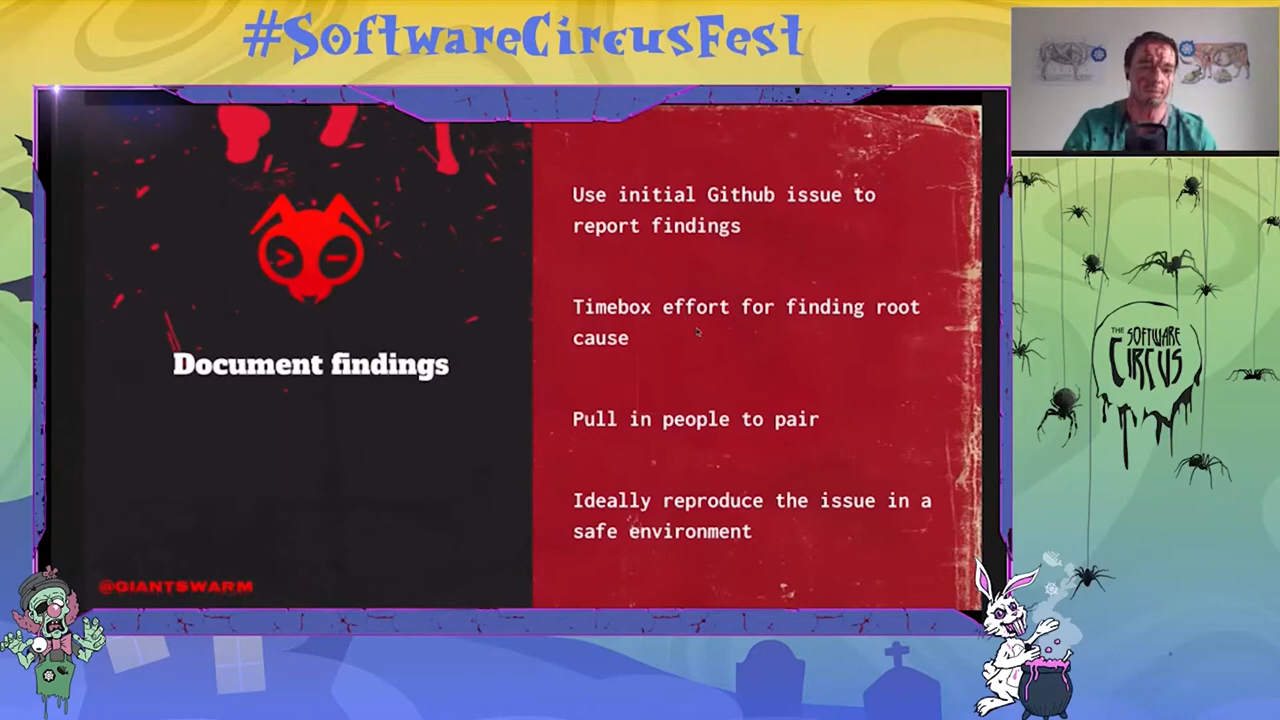 #SoftwareCircusFest
Use initial Github issue to
report findings
Timebox effort for finding root
cause
Document findings
Pull in people to pair
Ideally reproduce the issue in a
safe environment
@GIANTSWARM
THE
SOFTWARE
CIRCUS